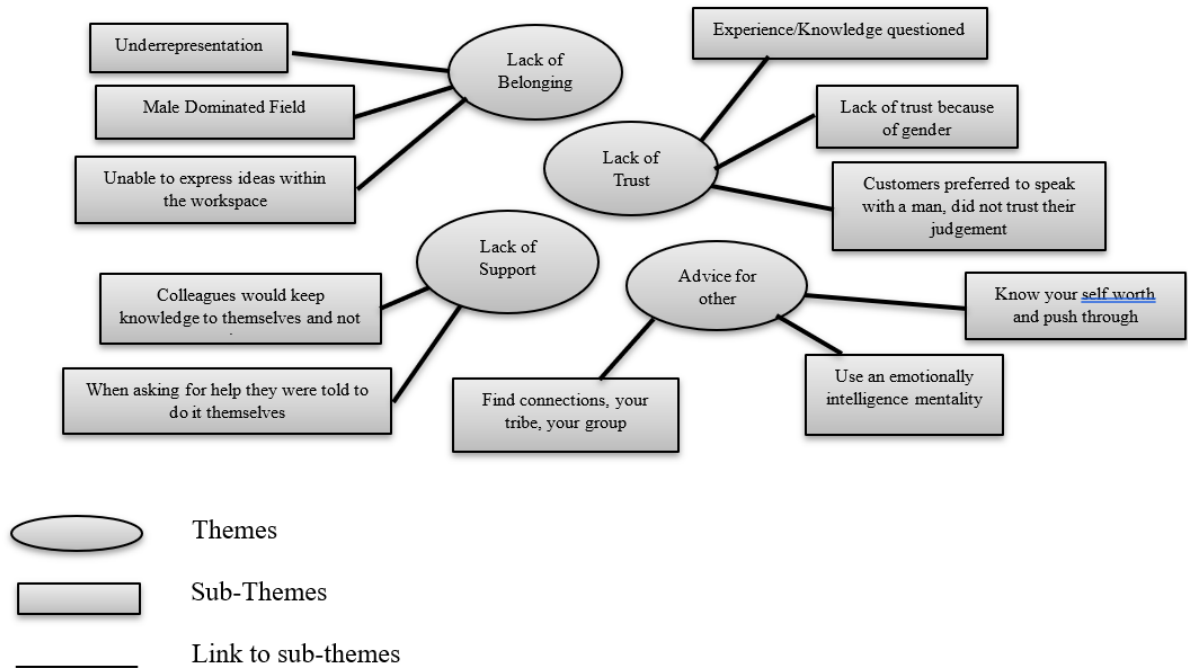 Underrepresentation
Male Dominated Field
Unable to express ideas within
the workspace
Lack of
Belonging
Experience/Knowledge questioned
Lack of trust because
of gender
Customers preferred to speak
with a man, did not trust their
judgement
Lack of
Trust
Lack of
Support
Colleagues would keep
knowledge to themselves and not
When asking for help they were told to
do it themselves
Advice for
other
Know your self worth
and push through
Use an emotionally
intelligence mentality
Find connections, your
tribe, your group
Themes
Sub-Themes
Link to sub-themes